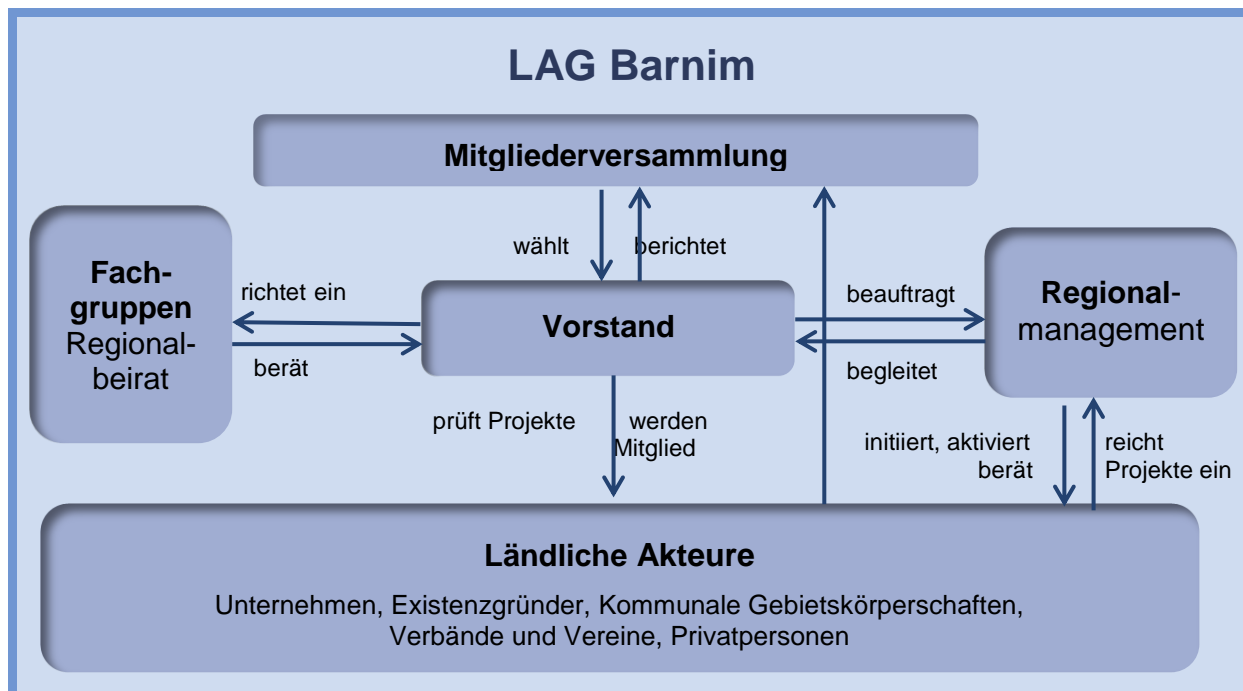 LAG Barnim
Mitgliederversammlung
wählt
berichtet
Fach-
gruppen
Regional-
beirat
richtet ein
berät
Vorstand
beauftragt
begleitet
Regional-
management
prüft Projekte
werden
Mitglied
initiiert, aktiviert
berät
reicht
Projekte ein
Ländliche Akteure
Unternehmen, Existenzgründer, Kommunale Gebietskörperschaften,
Verbände und Vereine, Privatpersonen